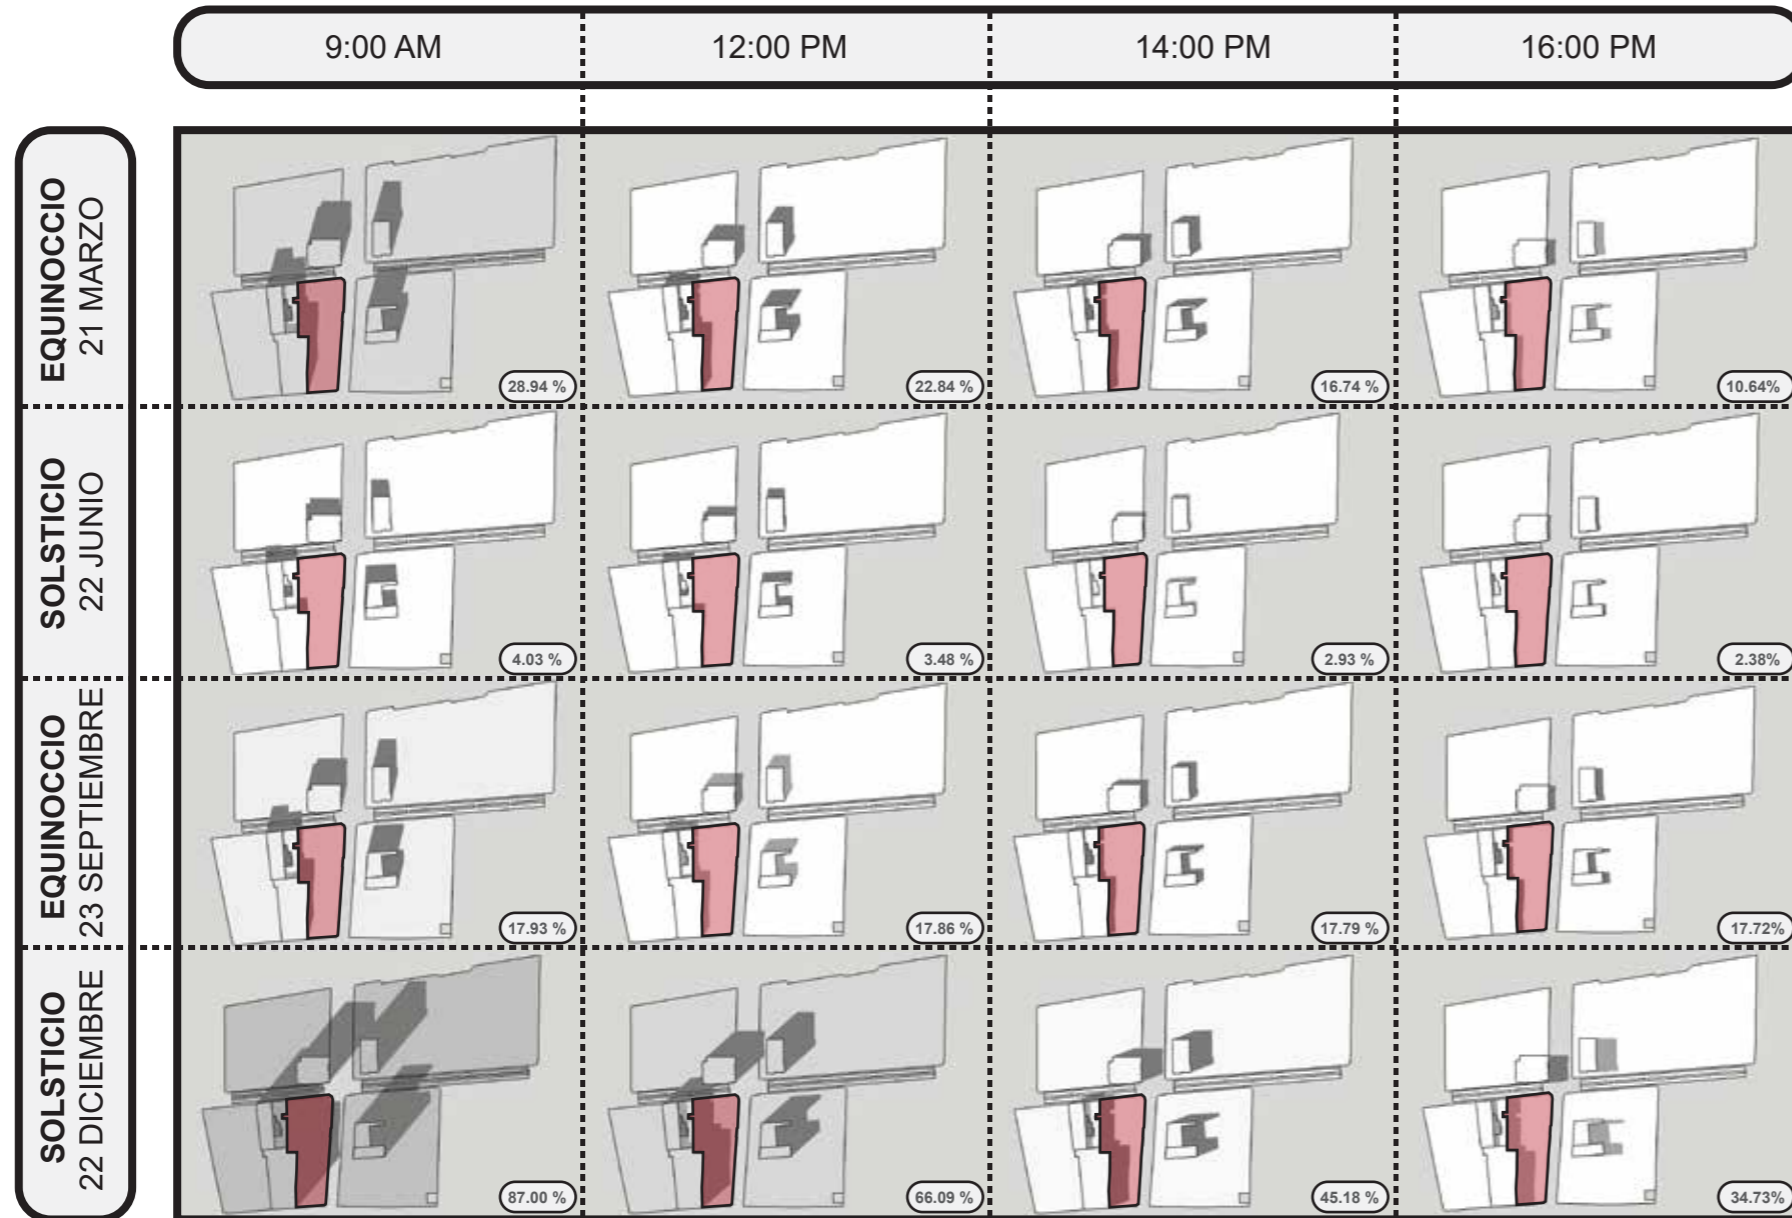 9:00 AM 12:00 PM 14:00 PM 16:00 PM
EQUINOCCIO
21 MARZO
28.94 % 22.84 % 16.74 % 10.64%
SOLSTICIO
22 JUNIO
4.03 % 3.48 % 2.93 % 2.38%
EQUINOCCIO
23 SEPTIEMBRE
17.93 % 17.86 % 17.79 % 17.72%
SOLSTICIO
22 DICIEMBRE
87.00 % 66.09 % 45.18 % 34.73%